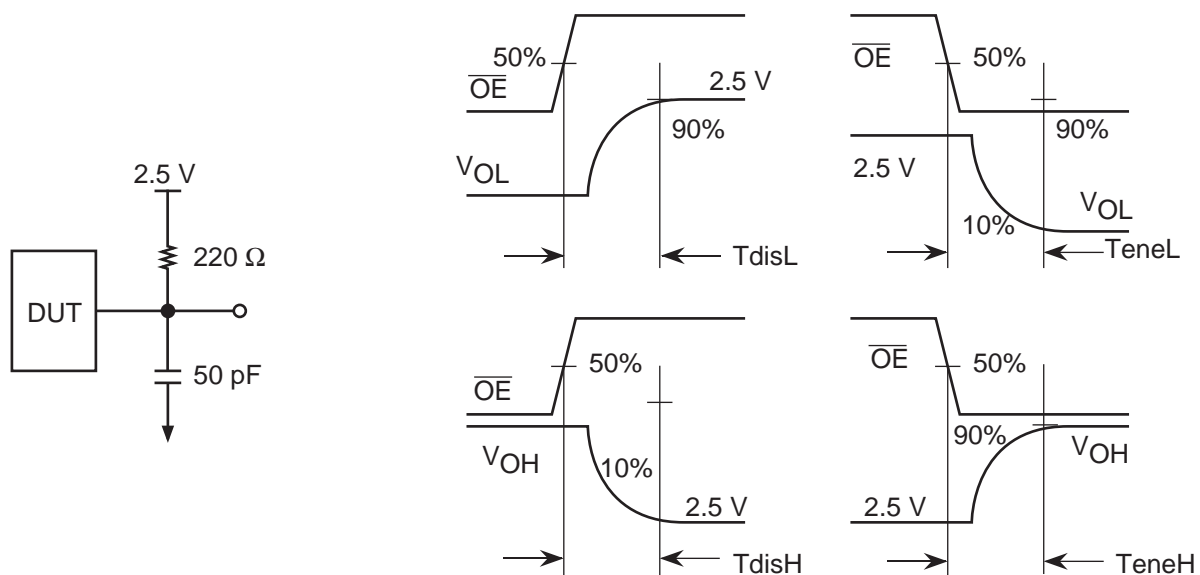 2.5 V
220 Ω
DUT
50 pF
50%
OE
2.5 V
90%
VOL
TdisL
OE
50%
90%
2.5 V
10%
VOL
TeneL
50%
OE
VOH
10%
2.5 V
TdisH
OE
50%
90%
VOH
2.5 V
TeneH